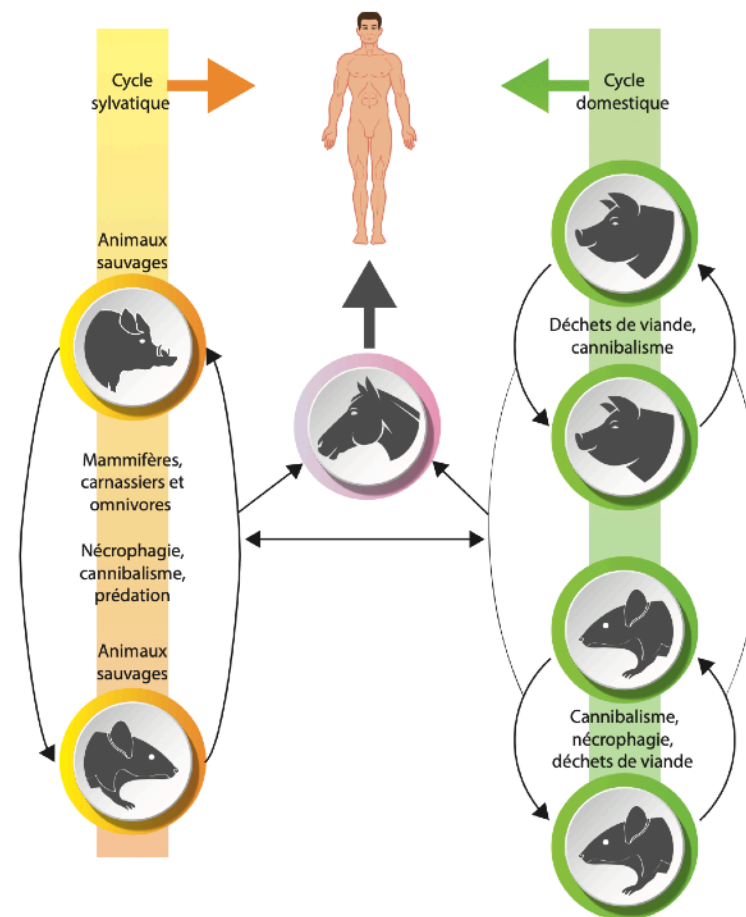 Cycle
sylvatique
Cycle
domestique
Animaux
sauvages
Mammifères,
carnassiers et
omnivores
Nécrophagie,
cannibalisme,
prédation
Animaux
sauvages
Déchets de viande,
cannibalisme
Cannibalisme,
nécrophagie,
déchets de viande